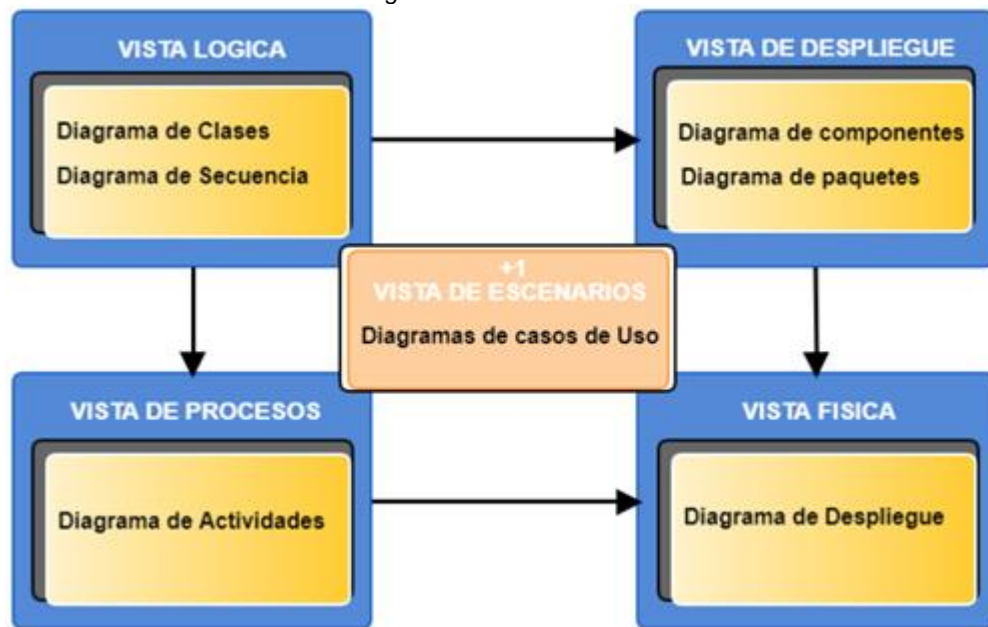 VISTA LOGICA
Diagrama de Clases
Diagrama de Secuencia
VISTA DE DESPLIEGUE
Diagrama de componentes
Diagrama de paquetes
+1
VISTA DE ESCENARIOS
Diagramas de casos de Uso
VISTA DE PROCESOS
Diagrama de Actividades
VISTA FISICA
Diagrama de Despliegue